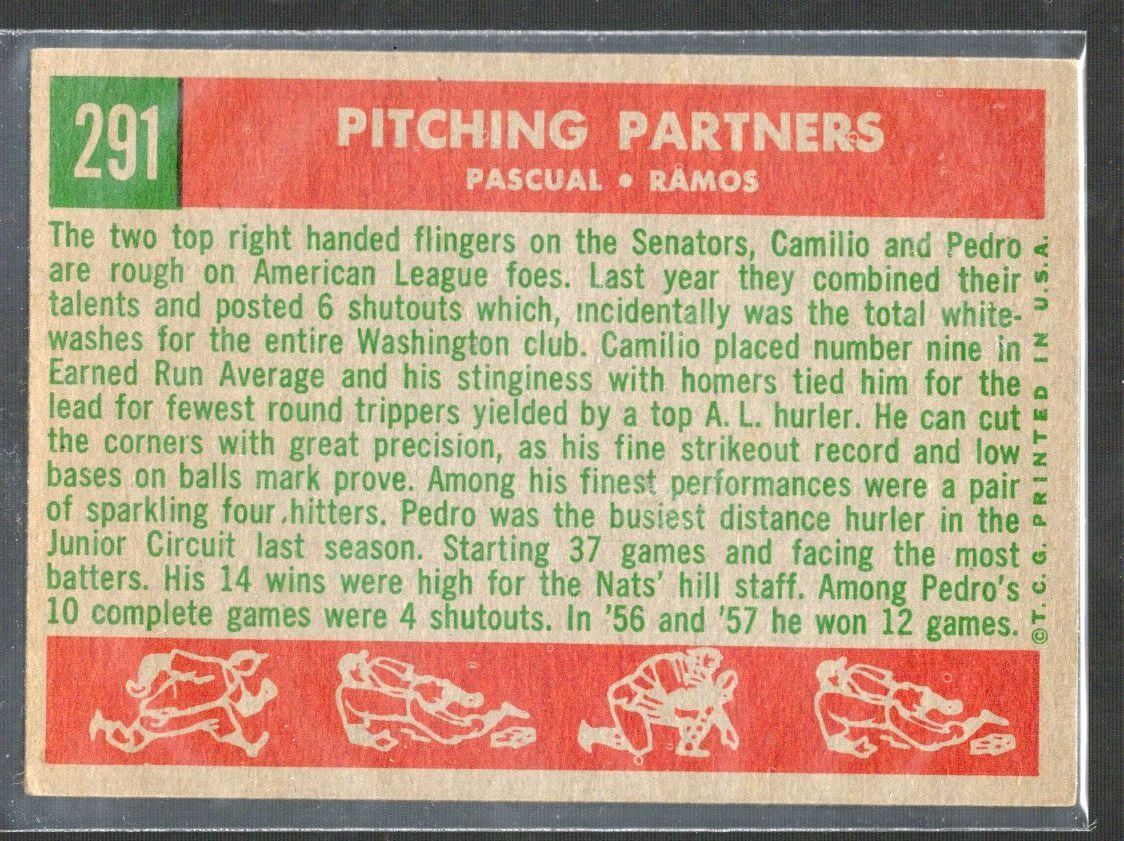 291
PITCHING PARTNERS
PASCUAL • RAMOS
The two top right handed flingers on the Senators, Camilio and Pedro
are rough on American League foes. Last year they combined their
talents and posted 6 shutouts which, incidentally was the total white-
washes for the entire Washington club. Camilio placed number nine in
Earned Run Average and his stinginess with homers tied him for the
lead for fewest round trippers yielded by a top A. L. hurler. He can cut
the corners with great precision, as his fine strikeout record and low
bases on balls mark prove. Among his finest performances were a pair
of sparkling four hitters. Pedro was the busiest distance hurler in the
Junior Circuit last season. Starting 37 games and facing the most
batters. His 14 wins were high for the Nats' hill staff. Among Pedro's
10 complete games were 4 shutouts. In '56 and '57 he won 12 games.
©T. C. G. PRINTED IN U.S.A.